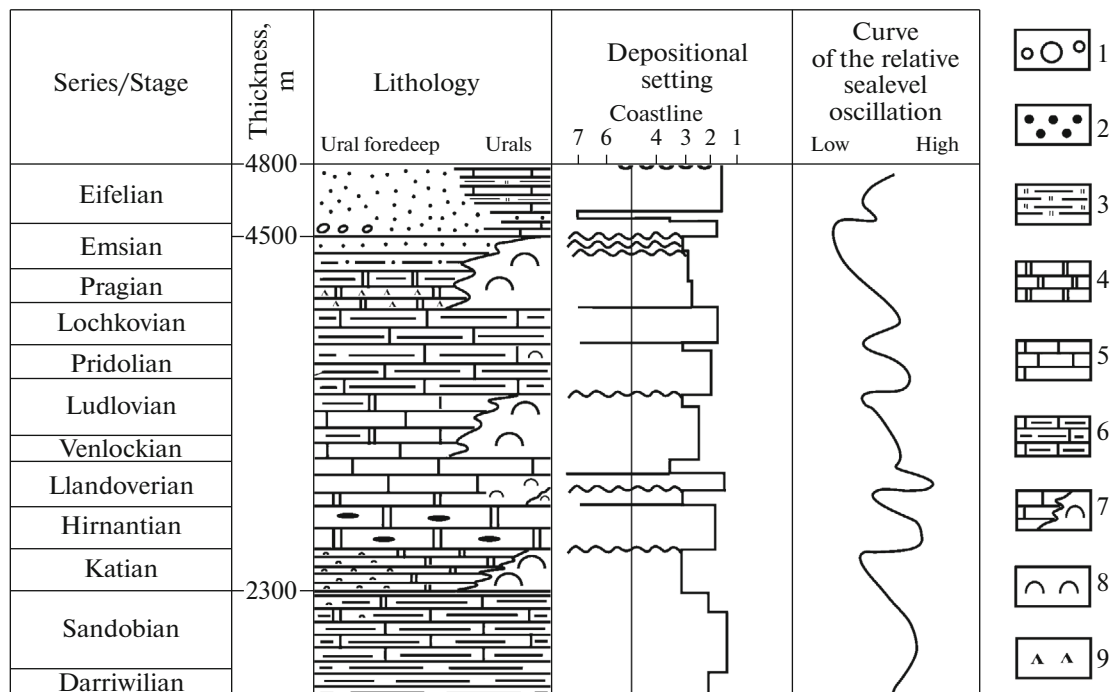 Series/Stage
Thickness,
m
Lithology
Ural foredeep Urals
Depositional
setting
Coastline
7 6 4 3 2 1
Curve
of the relative
sealevel
oscillation
Low High
4800
Eifelian
4500
Emsian
Pragian
Lochkovian
Pridolian
Ludlovian
Venlockian
Llandoverian
Hirnantian
Katian
2300
Sandobian
Darriwilian
1
2
3
4
5
6
7
8
9